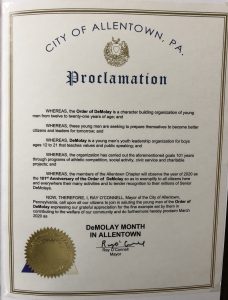 CITY OF ALLENTOWN, PA.
Proclamation
WHEREAS, the Order of DeMolay is a character building organization of young
men from twelve to twenty-one years of age; and
WHEREAS, these young men are seeking to prepare themselves to become better
citizens and leaders for tomorrow; and
WHEREAS, DeMolay is a young men's youth leadership organization for boys
ages 12 to 21 that teaches values and public speaking; and
WHEREAS, the organization has carried out the aforementioned goals 101 years
through programs of athletic competition, social activity, civic service and charitable
projects; and
WHEREAS, the members of the Allentown Chapter will observe the year of 2020 as
the 101st Anniversary of the Order of DeMolay so as to exemplify to all citizens here
and everywhere their many activities and to tender recognition to their millions of Senior
DeMolays.
NOW, THEREFORE, I, RAY O'CONNELL, Mayor of the City of Allentown,
Pennsylvania, call upon all our citizens to join in saluting the young men of the Order of
DeMolay expressing our grateful appreciation for the fine example set by them in
contributing to the welfare of our community and do furthermore hereby proclaim March
2020 as
DeMOLAY MONTH
IN ALLENTOWN
Ray O'Connell
Mayor